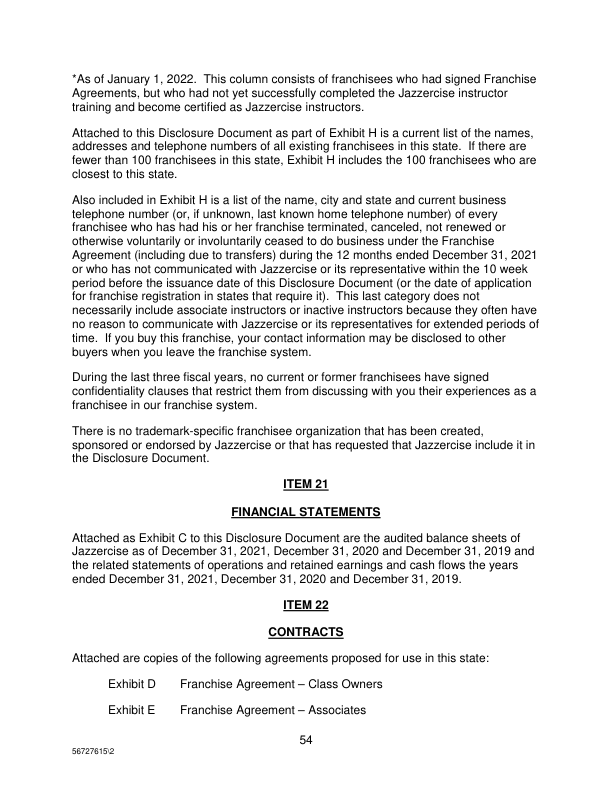 *As of January 1, 2022.  This column consists of franchisees who had signed Franchise
Agreements, but who had not yet successfully completed the Jazzercise instructor
training and become certified as Jazzercise instructors.
Attached to this Disclosure Document as part of Exhibit H is a current list of the names,
addresses and telephone numbers of all existing franchisees in this state.  If there are
fewer than 100 franchisees in this state, Exhibit H includes the 100 franchisees who are
closest to this state.
Also included in Exhibit H is a list of the name, city and state and current business
telephone number (or, if unknown, last known home telephone number) of every
franchisee who has had his or her franchise terminated, canceled, not renewed or
otherwise voluntarily or involuntarily ceased to do business under the Franchise
Agreement (including due to transfers) during the 12 months ended December 31, 2021
or who has not communicated with Jazzercise or its representative within the 10 week
period before the issuance date of this Disclosure Document (or the date of application
for franchise registration in states that require it).  This last category does not
necessarily include associate instructors or inactive instructors because they often have
no reason to communicate with Jazzercise or its representatives for extended periods of
time.  If you buy this franchise, your contact information may be disclosed to other
buyers when you leave the franchise system.
During the last three fiscal years, no current or former franchisees have signed
confidentiality clauses that restrict them from discussing with you their experiences as a
franchisee in our franchise system.
There is no trademark-specific franchisee organization that has been created,
sponsored or endorsed by Jazzercise or that has requested that Jazzercise include it in
the Disclosure Document.
ITEM 21
FINANCIAL STATEMENTS
Attached as Exhibit C to this Disclosure Document are the audited balance sheets of
Jazzercise as of December 31, 2021, December 31, 2020 and December 31, 2019 and
the related statements of operations and retained earnings and cash flows the years
ended December 31, 2021, December 31, 2020 and December 31, 2019.
ITEM 22
CONTRACTS
Attached are copies of the following agreements proposed for use in this state:
Exhibit D Franchise Agreement – Class Owners
Exhibit E Franchise Agreement – Associates
54
56727615\2